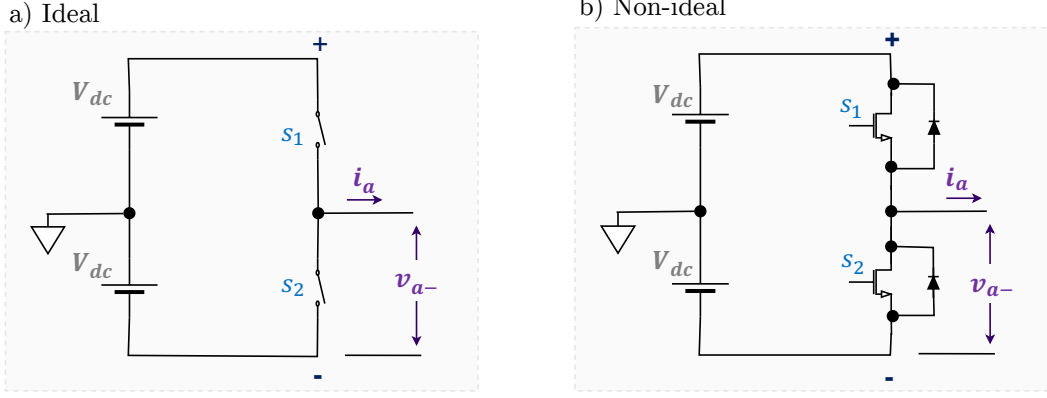 a) Ideal
b) Non-ideal
+
V_dc
s_1
i_a
V_dc
s_2
v_a−
-
+
V_dc
s_1
i_a
V_dc
s_2
v_a−
-